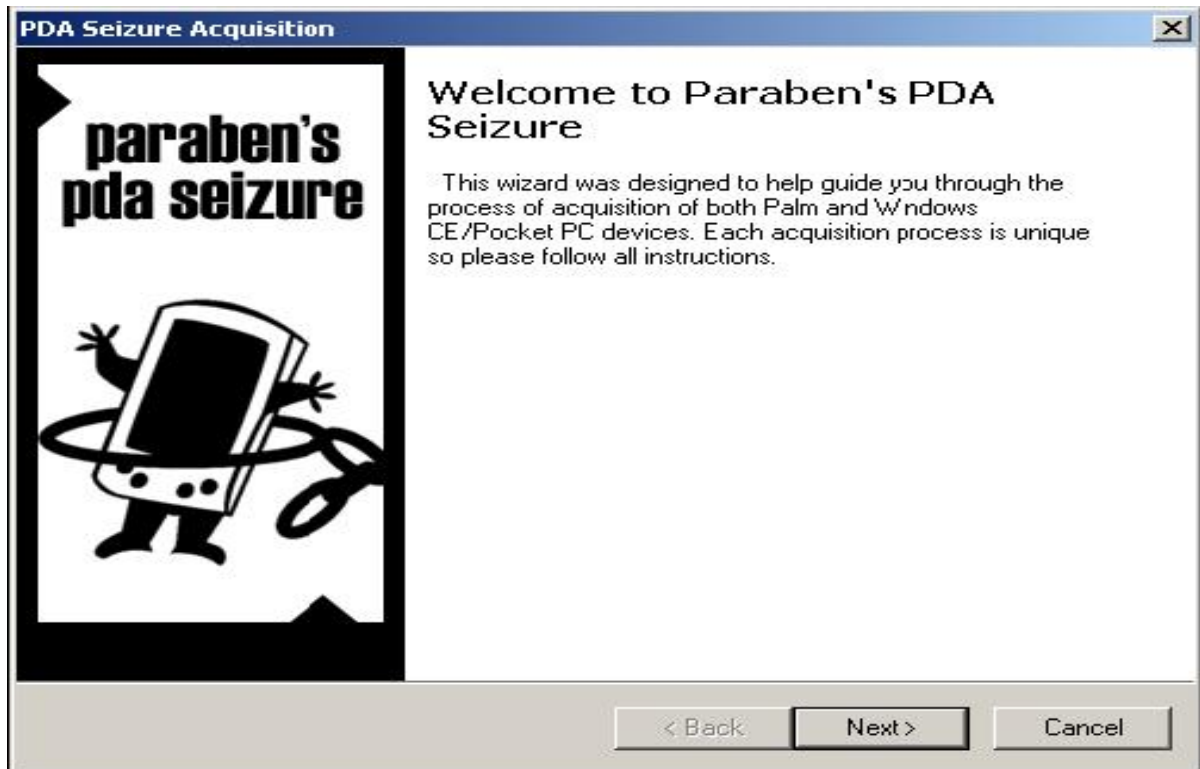 PDA Seizure Acquisition
paraben's
pda seizure
Welcome to Paraben's PDA
Seizure
This wizard was designed to help guide you through the
process of acquisition of both Palm and Windows
CE/Pocket PC devices. Each acquisition process is unique
so please follow all instructions.
< Back
Next >
Cancel